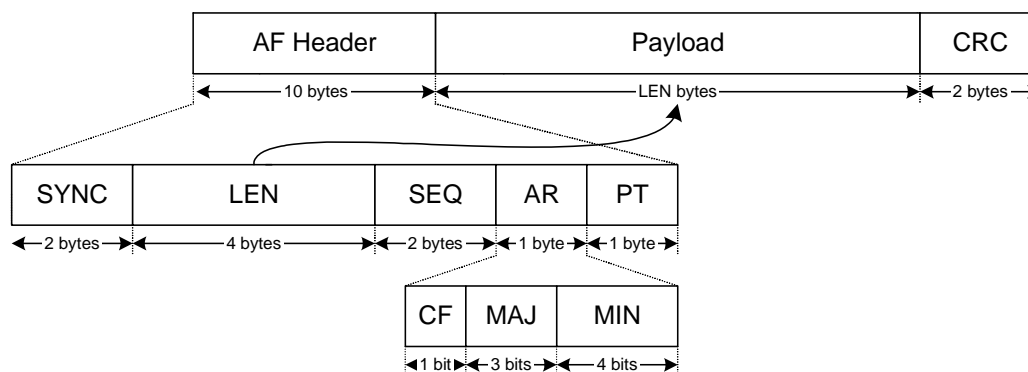 AF Header Payload CRC
10 bytes LEN bytes 2 bytes
SYNC LEN SEQ AR PT
2 bytes 4 bytes 2 bytes 1 byte 1 byte
CF MAJ MIN
1 bit 3 bits 4 bits